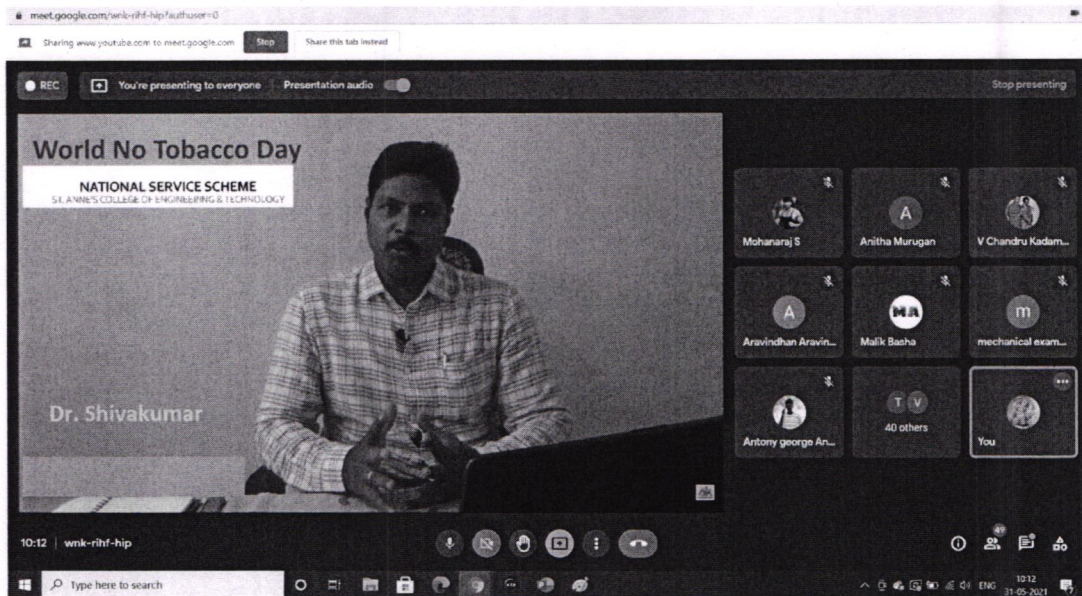 meet.google.com/wnk-rihf-hip?authuser=0
Sharing www.youtube.com to meet.google.com
Stop
Share this tab instead
REC
You're presenting to everyone
Presentation audio
Stop presenting
World No Tobacco Day
NATIONAL SERVICE SCHEME
ST. ANNE'S COLLEGE OF ENGINEERING & TECHNOLOGY
Dr. Shivakumar
Mohanaraj S
A
Anitha Murugan
V Chandru Kadam...
A
Aravindhan Aravin...
MA
Malik Basha
m
mechanical exam...
Antony george An...
T V
40 others
You
10:12 | wnk-rihf-hip
49
Type here to search
ENG
10:12
31-05-2021